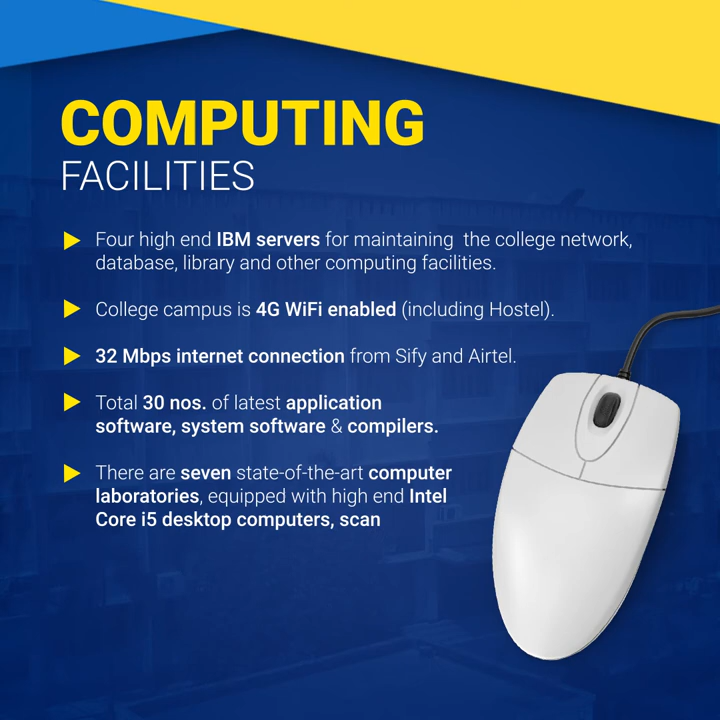 COMPUTING
FACILITIES
Four high end IBM servers for maintaining the college network,
database, library and other computing facilities.
College campus is 4G WiFi enabled (including Hostel).
32 Mbps internet connection from Sify and Airtel.
Total 30 nos. of latest application
software, system software & compilers.
There are seven state-of-the-art computer
laboratories, equipped with high end Intel
Core i5 desktop computers, scan